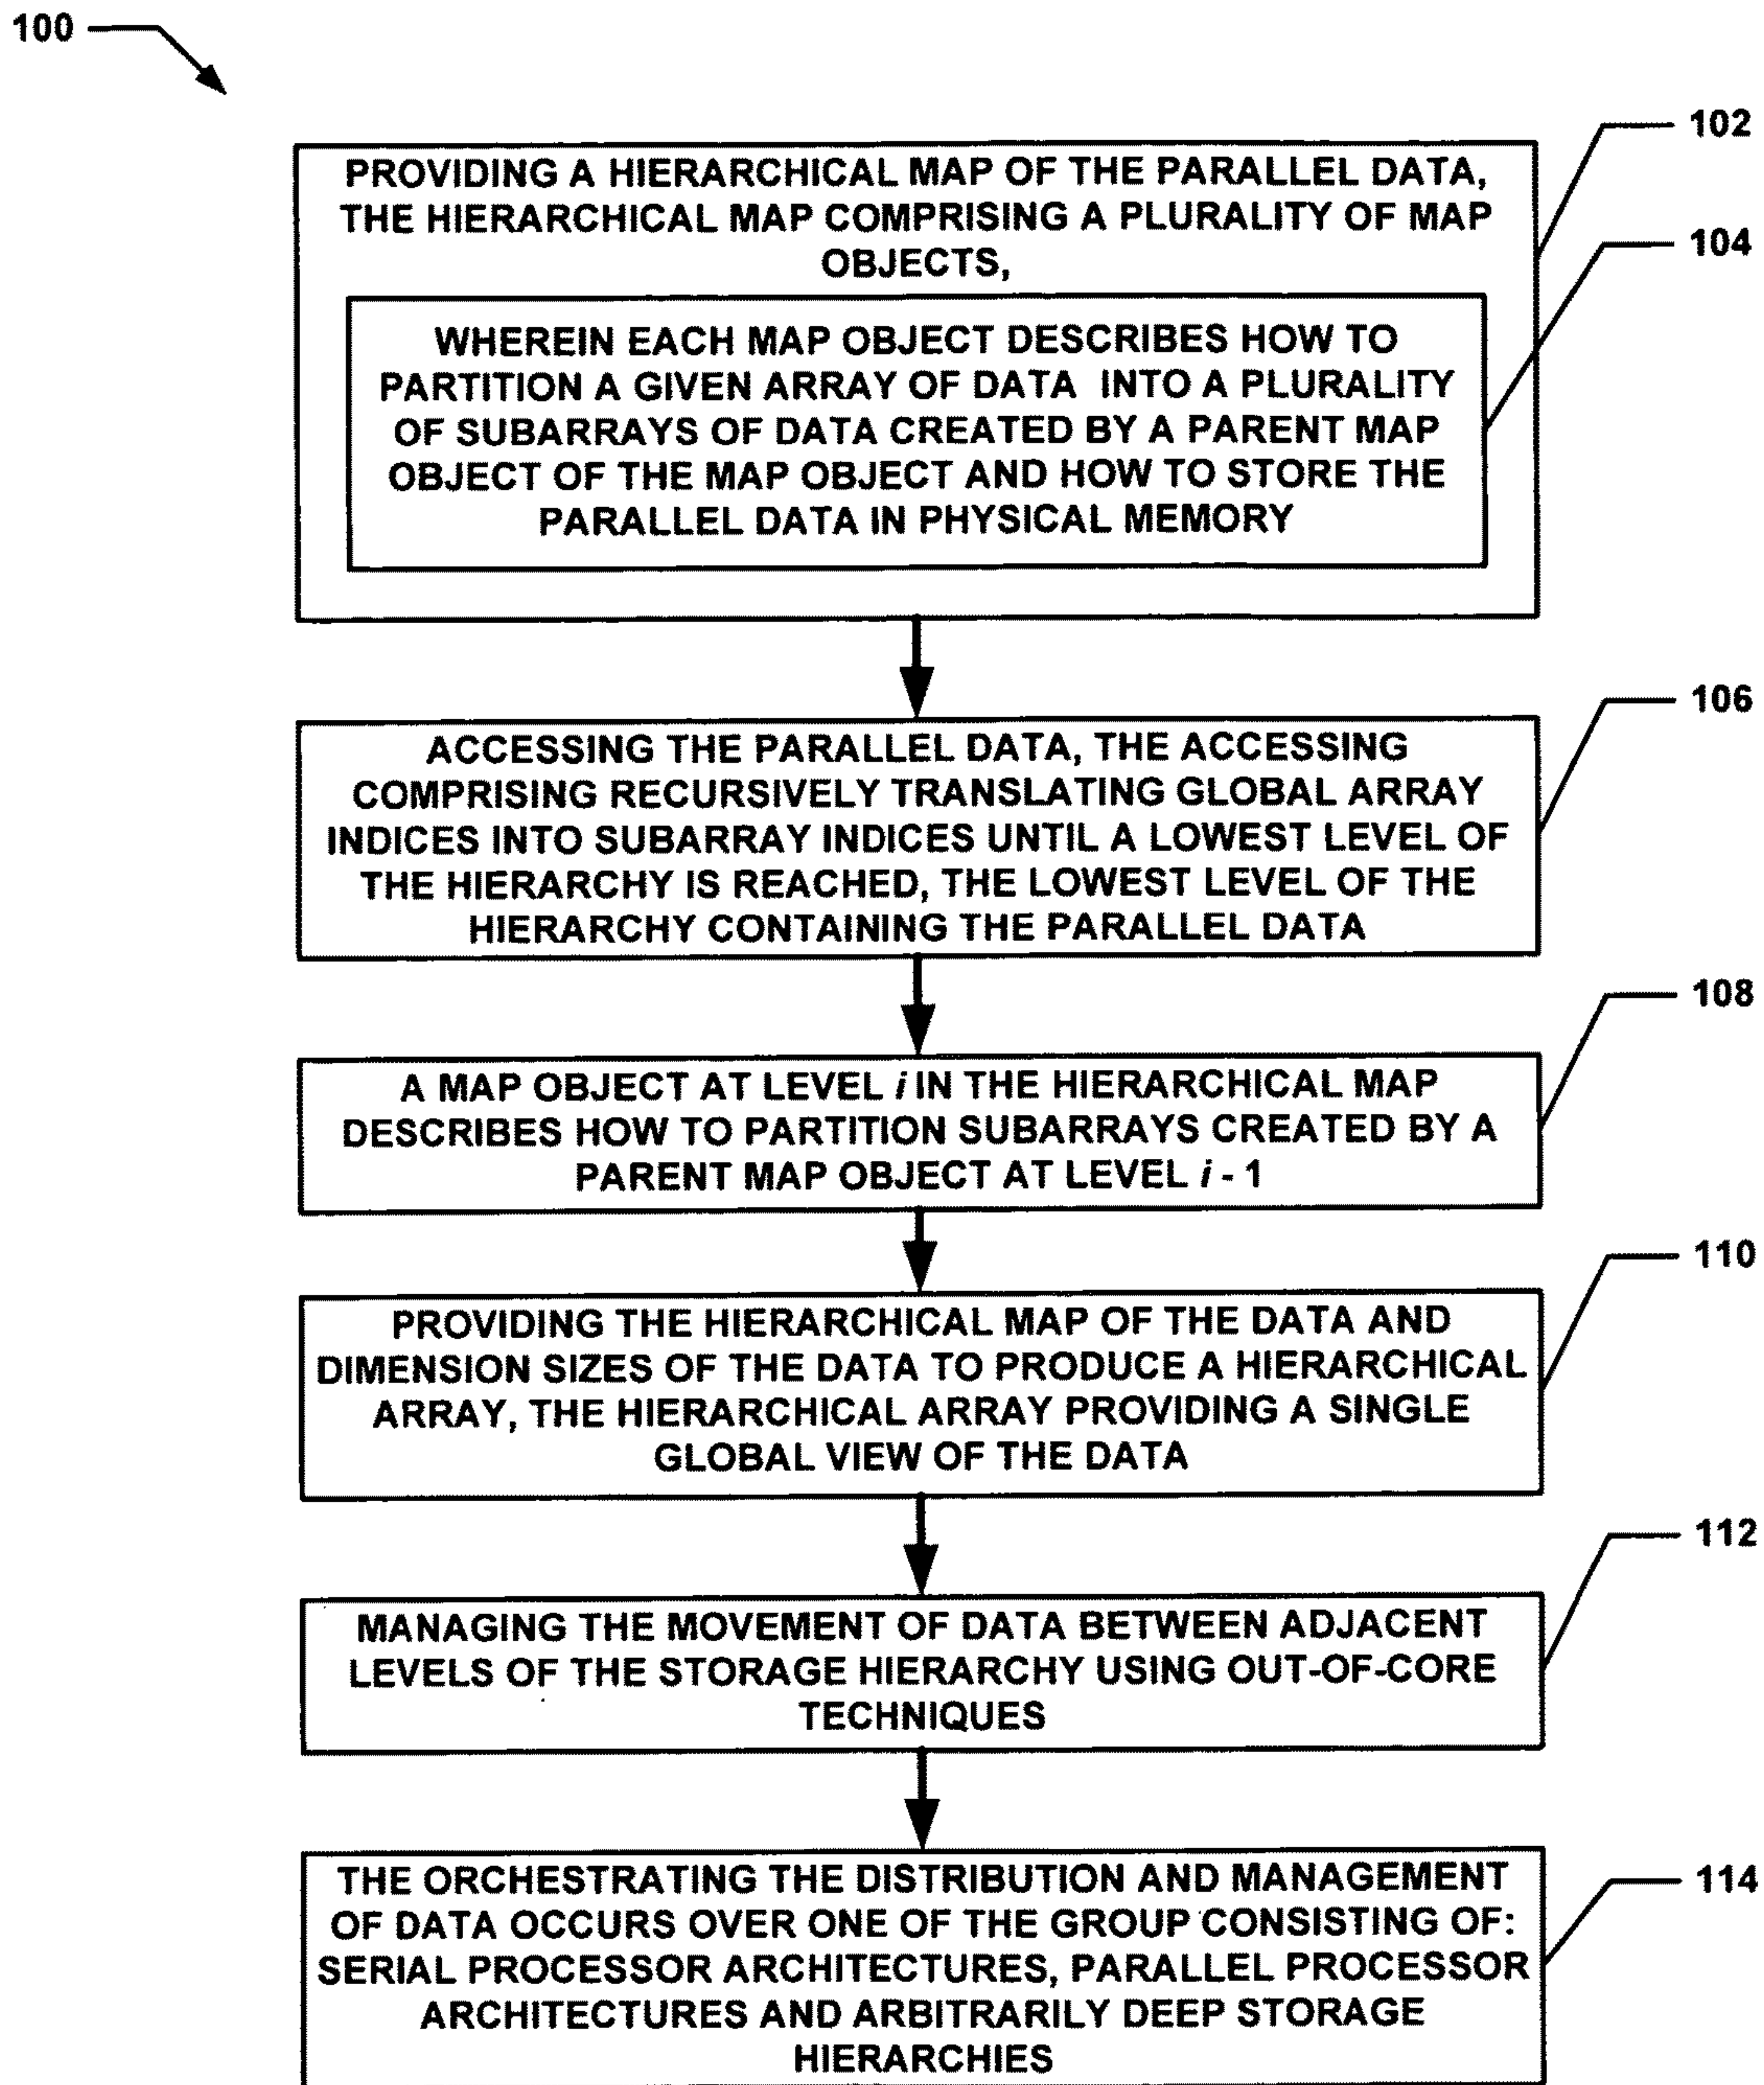 100
102
PROVIDING A HIERARCHICAL MAP OF THE PARALLEL DATA,
THE HIERARCHICAL MAP COMPRISING A PLURALITY OF MAP
OBJECTS,
104
WHEREIN EACH MAP OBJECT DESCRIBES HOW TO
PARTITION A GIVEN ARRAY OF DATA INTO A PLURALITY
OF SUBARRAYS OF DATA CREATED BY A PARENT MAP
OBJECT OF THE MAP OBJECT AND HOW TO STORE THE
PARALLEL DATA IN PHYSICAL MEMORY
106
ACCESSING THE PARALLEL DATA, THE ACCESSING
COMPRISING RECURSIVELY TRANSLATING GLOBAL ARRAY
INDICES INTO SUBARRAY INDICES UNTIL A LOWEST LEVEL OF
THE HIERARCHY IS REACHED, THE LOWEST LEVEL OF THE
HIERARCHY CONTAINING THE PARALLEL DATA
108
A MAP OBJECT AT LEVEL i IN THE HIERARCHICAL MAP
DESCRIBES HOW TO PARTITION SUBARRAYS CREATED BY A
PARENT MAP OBJECT AT LEVEL i - 1
110
PROVIDING THE HIERARCHICAL MAP OF THE DATA AND
DIMENSION SIZES OF THE DATA TO PRODUCE A HIERARCHICAL
ARRAY, THE HIERARCHICAL ARRAY PROVIDING A SINGLE
GLOBAL VIEW OF THE DATA
112
MANAGING THE MOVEMENT OF DATA BETWEEN ADJACENT
LEVELS OF THE STORAGE HIERARCHY USING OUT-OF-CORE
TECHNIQUES
114
THE ORCHESTRATING THE DISTRIBUTION AND MANAGEMENT
OF DATA OCCURS OVER ONE OF THE GROUP CONSISTING OF:
SERIAL PROCESSOR ARCHITECTURES, PARALLEL PROCESSOR
ARCHITECTURES AND ARBITRARILY DEEP STORAGE
HIERARCHIES